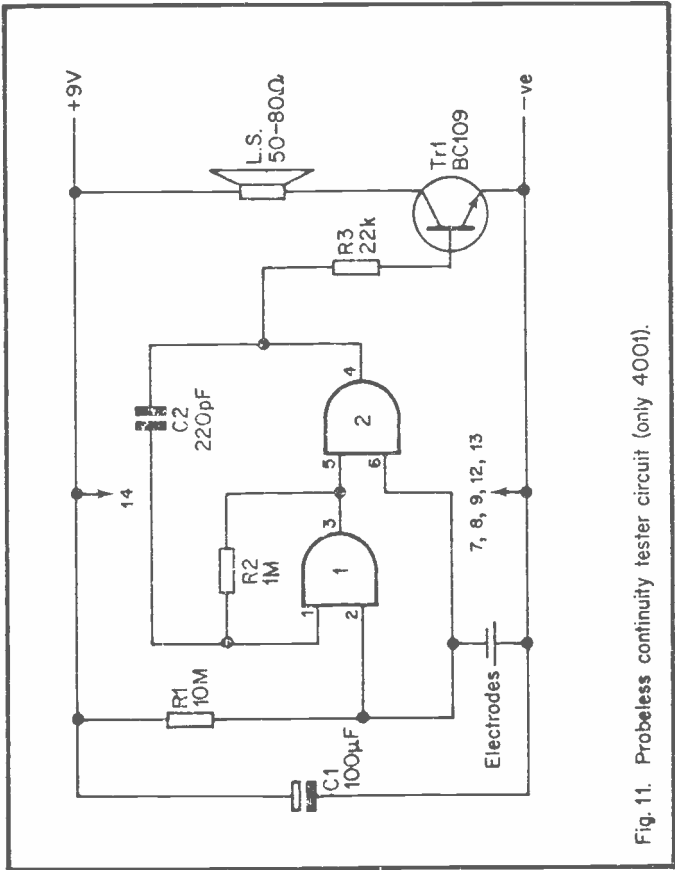 +9V
L.S.
50-80Ω
Tr1
BC109
-ve
R3
22k
C2
220pF
14
4
2
5
6
7, 8, 9, 12, 13
R2
1M
3
1
1
2
R1
10M
Electrodes
C1
100µF
Fig. 11. Probeless continuity tester circuit (only 4001).